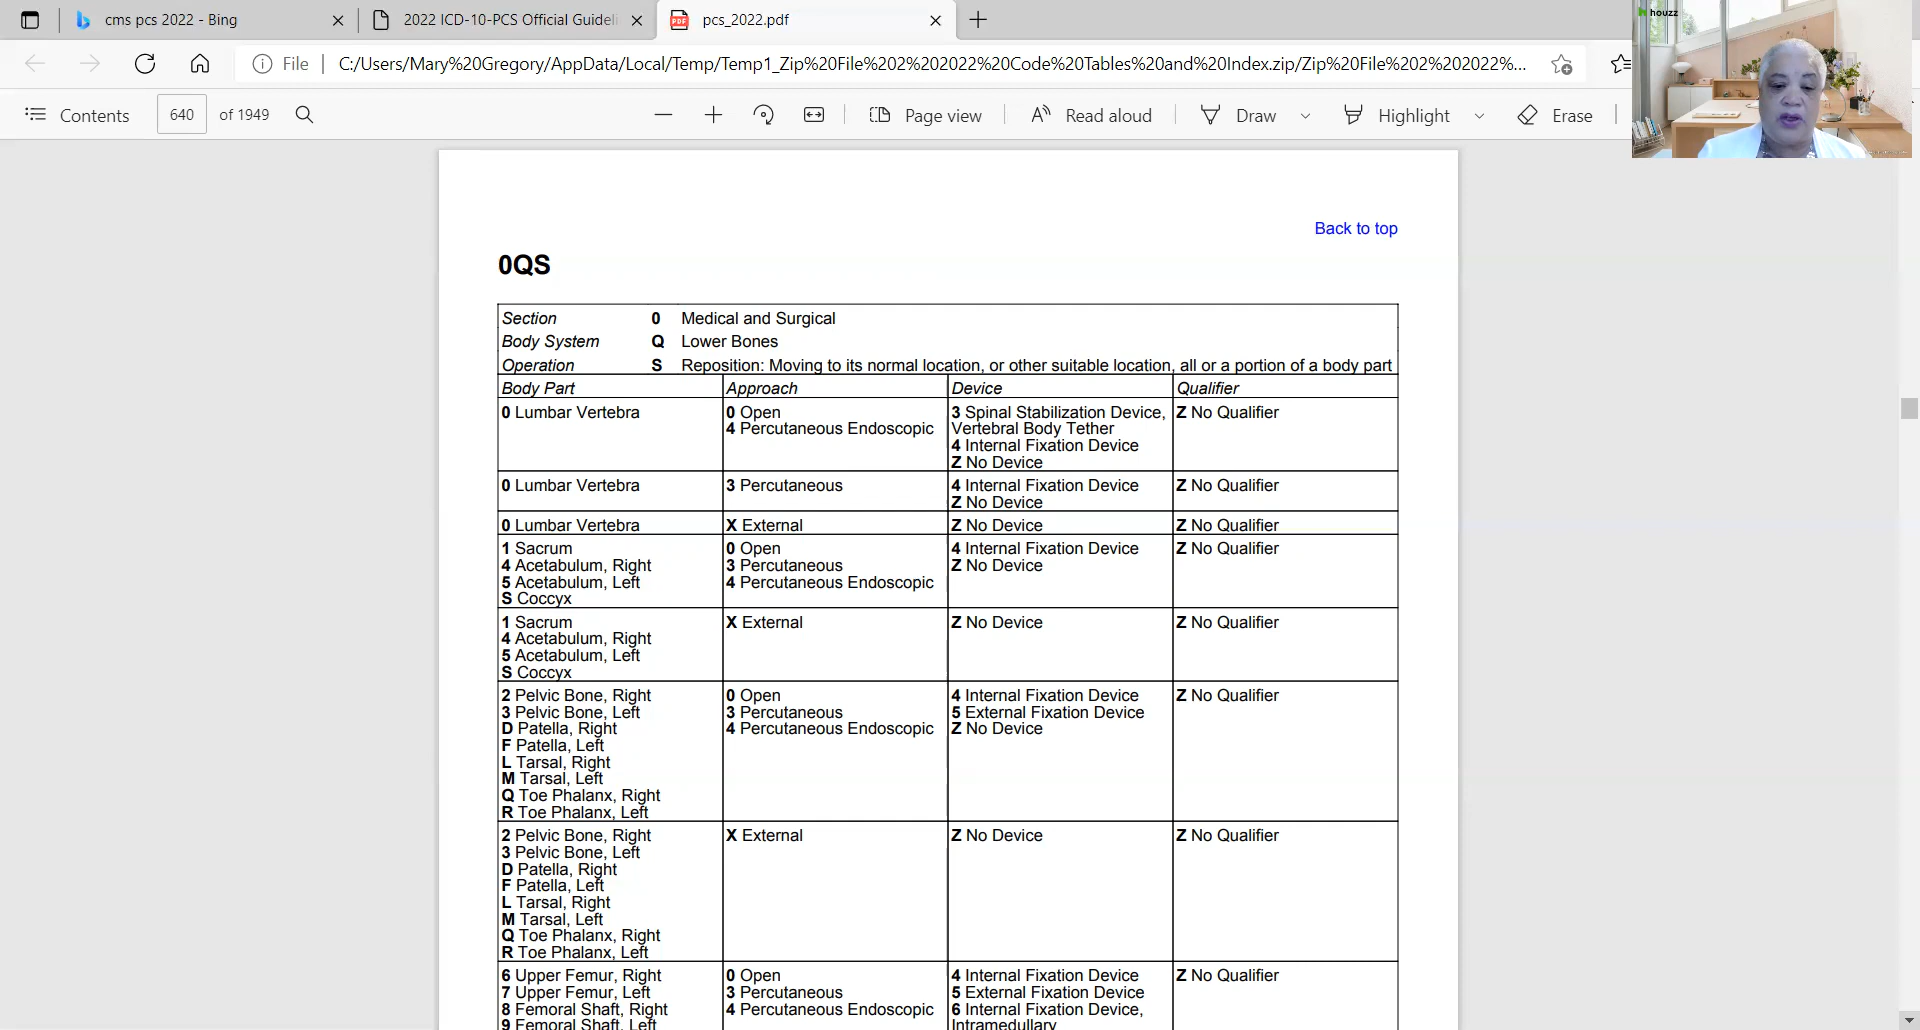 cms pcs 2022 - Bing
2022 ICD-10-PCS Official Guideli
pcs_2022.pdf
houzz
File
C:/Users/Mary%20Gregory/AppData/Local/Temp/Temp1_Zip%20File%202%202022%20Code%20Tables%20and%20Index.zip/Zip%20File%202%202022%...
Contents 640 of 1949 Page view Read aloud Draw Highlight Erase
Back to top
0QS
Section 0 Medical and Surgical
Body System Q Lower Bones
Operation S Reposition: Moving to its normal location, or other suitable location, all or a portion of a body part
Body Part Approach Device Qualifier
0 Lumbar Vertebra 0 Open 3 Spinal Stabilization Device, Z No Qualifier
4 Percutaneous Endoscopic Vertebral Body Tether
4 Internal Fixation Device
Z No Device
0 Lumbar Vertebra 3 Percutaneous 4 Internal Fixation Device Z No Qualifier
Z No Device
0 Lumbar Vertebra X External Z No Device Z No Qualifier
1 Sacrum 0 Open 4 Internal Fixation Device Z No Qualifier
4 Acetabulum, Right 3 Percutaneous Z No Device
5 Acetabulum, Left 4 Percutaneous Endoscopic
S Coccyx
1 Sacrum X External Z No Device Z No Qualifier
4 Acetabulum, Right
5 Acetabulum, Left
S Coccyx
2 Pelvic Bone, Right 0 Open 4 Internal Fixation Device Z No Qualifier
3 Pelvic Bone, Left 3 Percutaneous 5 External Fixation Device
D Patella, Right 4 Percutaneous Endoscopic Z No Device
F Patella, Left
L Tarsal, Right
M Tarsal, Left
Q Toe Phalanx, Right
R Toe Phalanx, Left
2 Pelvic Bone, Right X External Z No Device Z No Qualifier
3 Pelvic Bone, Left
D Patella, Right
F Patella, Left
L Tarsal, Right
M Tarsal, Left
Q Toe Phalanx, Right
R Toe Phalanx, Left
6 Upper Femur, Right 0 Open 4 Internal Fixation Device Z No Qualifier
7 Upper Femur, Left 3 Percutaneous 5 External Fixation Device
8 Femoral Shaft, Right 4 Percutaneous Endoscopic 6 Internal Fixation Device,
9 Femoral Shaft, Left Intramedullary